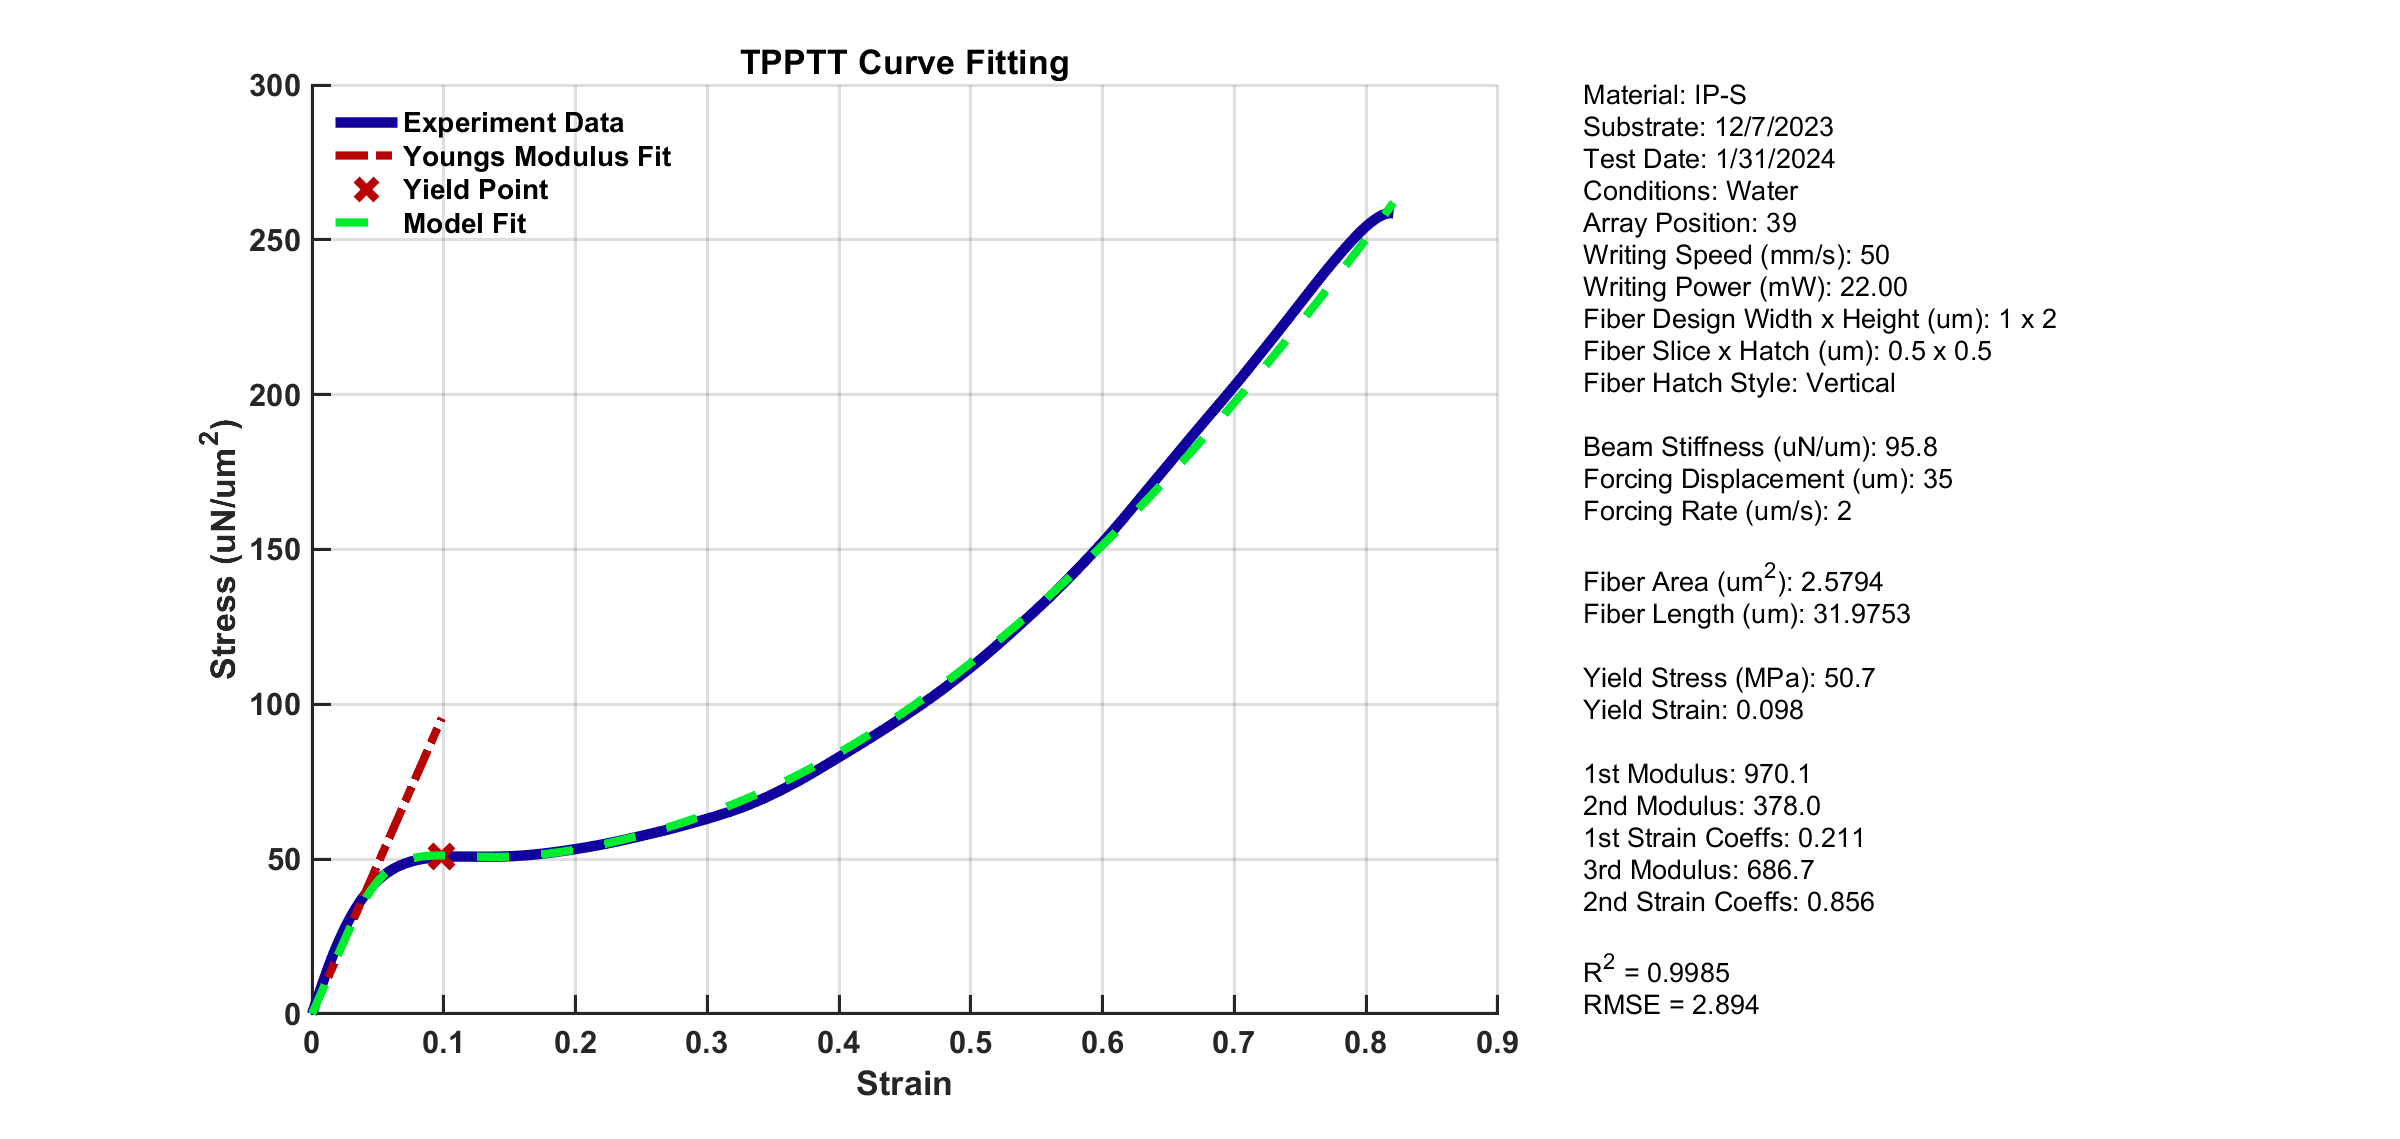 TPPTT Curve Fitting
300
250
200
150
100
50
0
Stress (uN/um²)
Experiment Data
Youngs Modulus Fit
Yield Point
Model Fit
0 0.1 0.2 0.3 0.4 0.5 0.6 0.7 0.8 0.9
Strain
Material: IP-S
Substrate: 12/7/2023
Test Date: 1/31/2024
Conditions: Water
Array Position: 39
Writing Speed (mm/s): 50
Writing Power (mW): 22.00
Fiber Design Width x Height (um): 1 x 2
Fiber Slice x Hatch (um): 0.5 x 0.5
Fiber Hatch Style: Vertical
Beam Stiffness (uN/um): 95.8
Forcing Displacement (um): 35
Forcing Rate (um/s): 2
Fiber Area (um²): 2.5794
Fiber Length (um): 31.9753
Yield Stress (MPa): 50.7
Yield Strain: 0.098
1st Modulus: 970.1
2nd Modulus: 378.0
1st Strain Coeffs: 0.211
3rd Modulus: 686.7
2nd Strain Coeffs: 0.856
R² = 0.9985
RMSE = 2.894